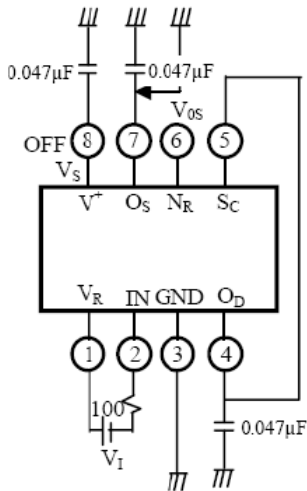 0.047μF
0.047μF
V0S
OFF
8
7
6
5
VS
V+
OS
NR
SC
VR
IN
GND
OD
1
2
3
4
100
VI
0.047μF